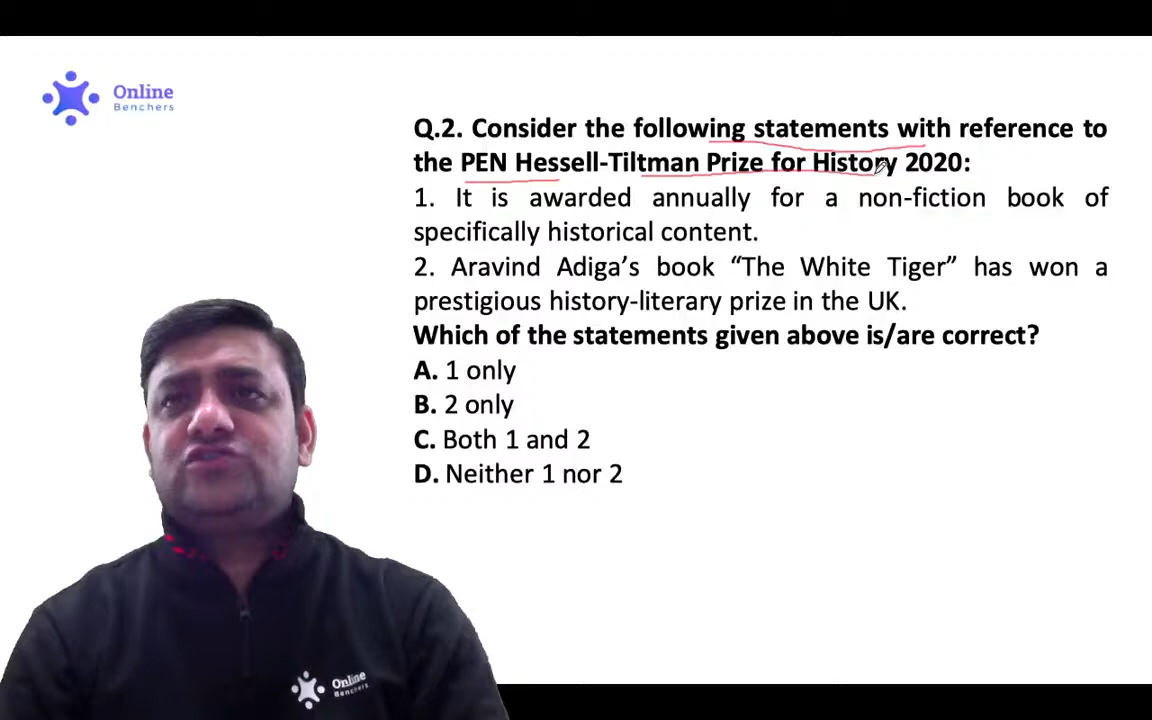 Online
Benchers
Q.2. Consider the following statements with reference to
the PEN Hessell-Tiltman Prize for History 2020:
1. It is awarded annually for a non-fiction book of
specifically historical content.
2. Aravind Adiga’s book “The White Tiger” has won a
prestigious history-literary prize in the UK.
Which of the statements given above is/are correct?
A. 1 only
B. 2 only
C. Both 1 and 2
D. Neither 1 nor 2
Online
Benchers